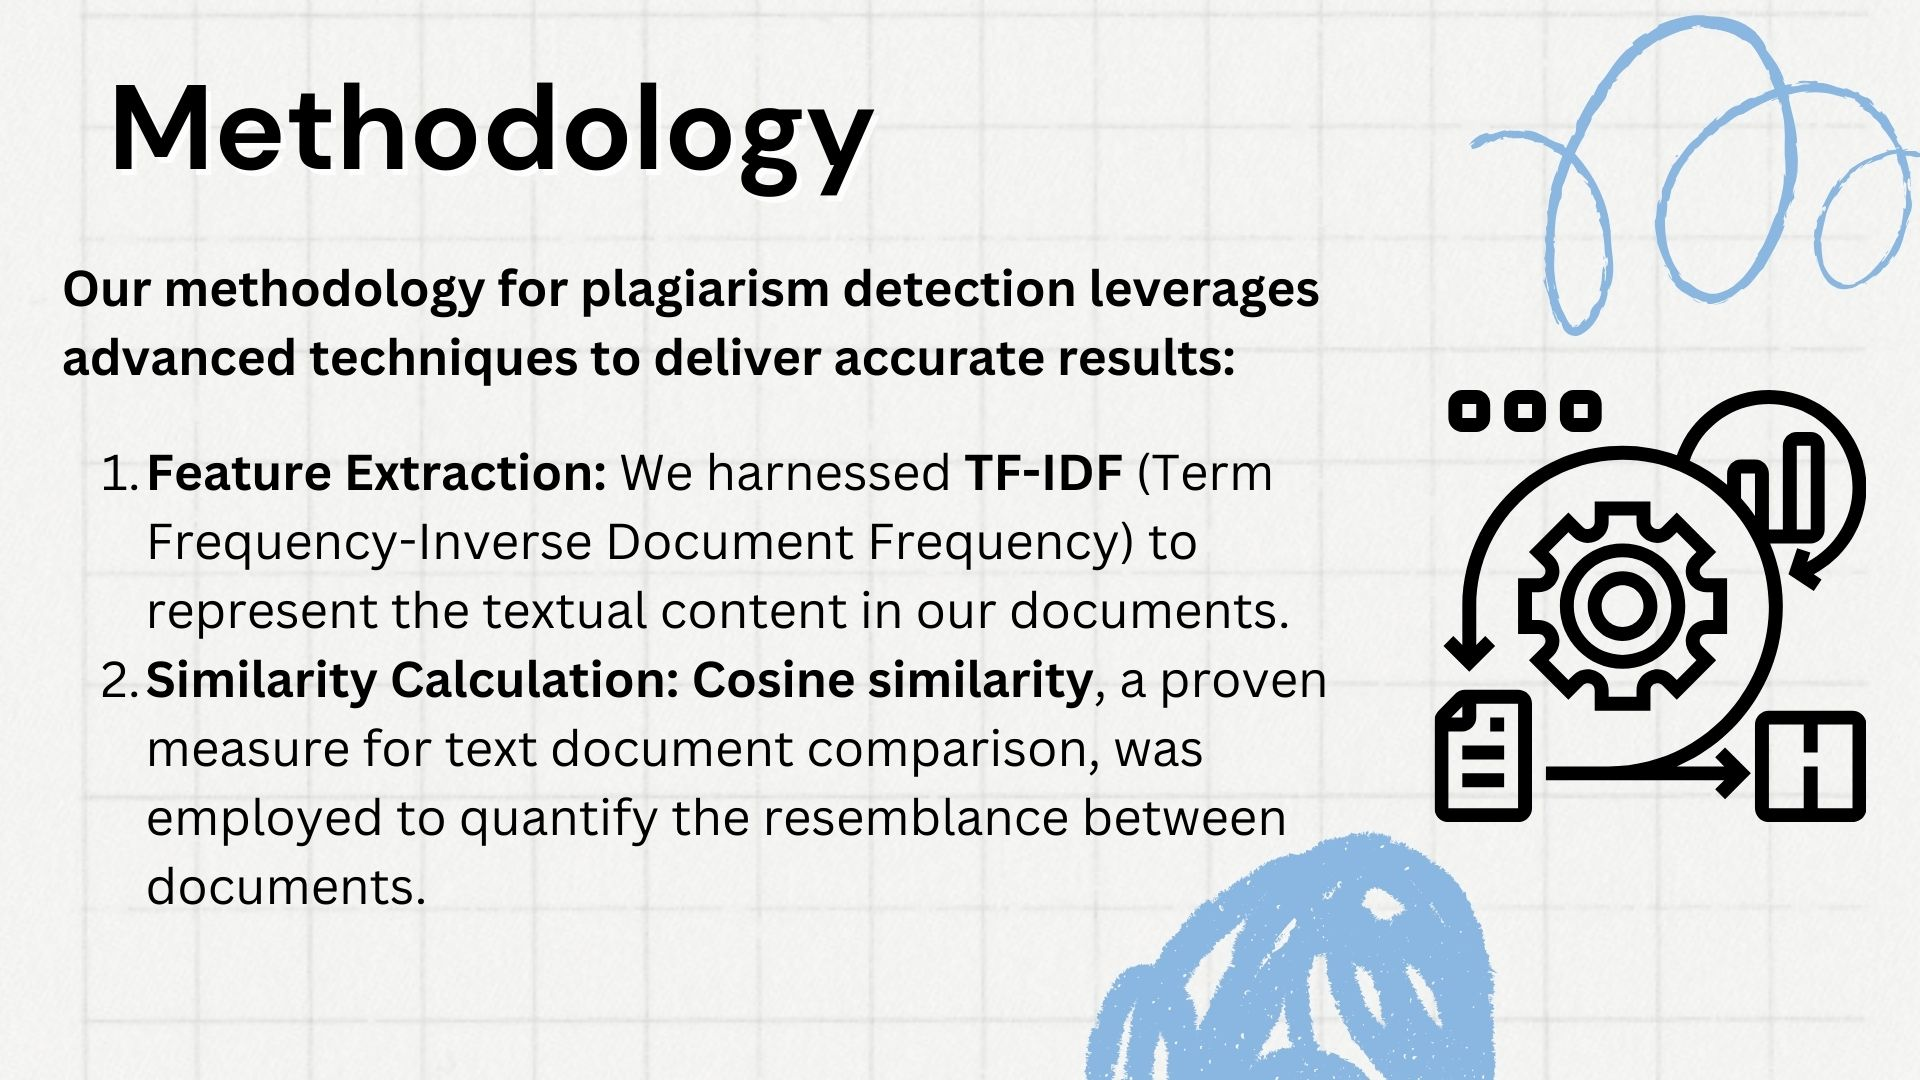 Methodology
Our methodology for plagiarism detection leverages
advanced techniques to deliver accurate results:
1. Feature Extraction: We harnessed TF-IDF (Term
Frequency-Inverse Document Frequency) to
represent the textual content in our documents.
2. Similarity Calculation: Cosine similarity, a proven
measure for text document comparison, was
employed to quantify the resemblance between
documents.